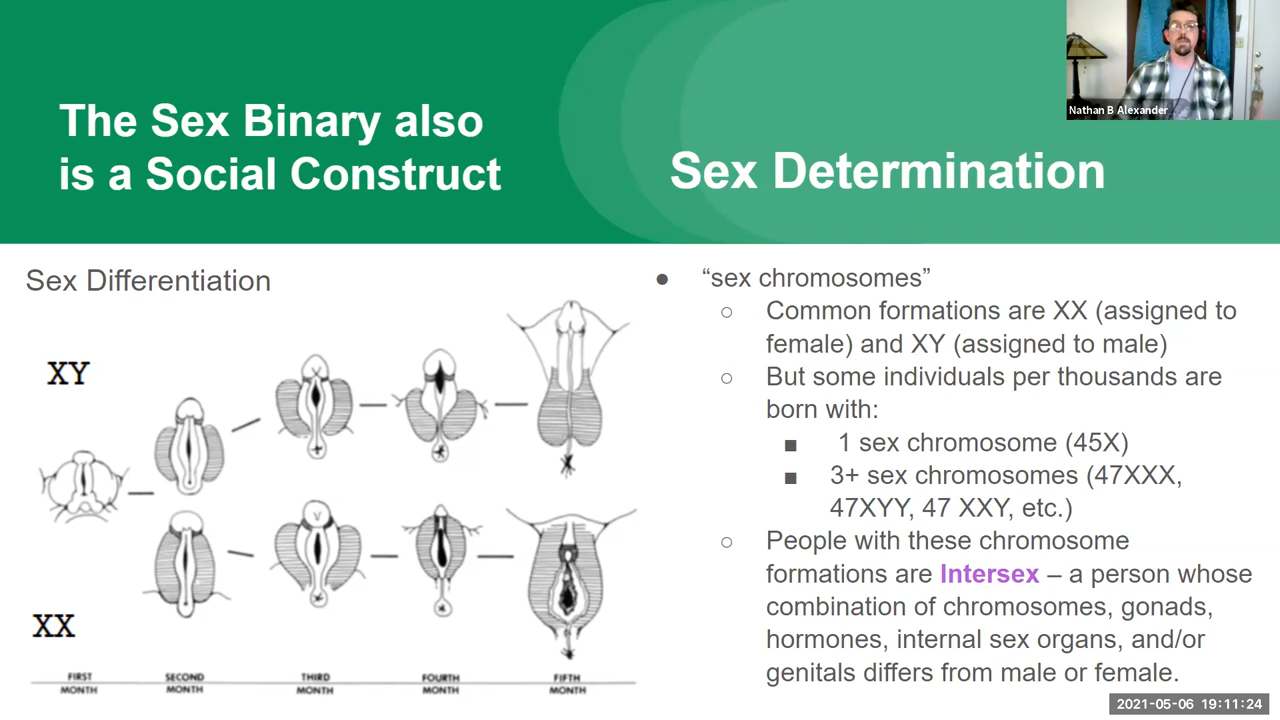 The Sex Binary also
is a Social Construct
Sex Determination
Nathan B Alexander
Sex Differentiation
XY
XX
FIRST
MONTH
SECOND
MONTH
THIRD
MONTH
FOURTH
MONTH
FIFTH
MONTH
● “sex chromosomes”
○ Common formations are XX (assigned to
female) and XY (assigned to male)
○ But some individuals per thousands are
born with:
■ 1 sex chromosome (45X)
■ 3+ sex chromosomes (47XXX,
47XYY, 47 XXY, etc.)
○ People with these chromosome
formations are Intersex – a person whose
combination of chromosomes, gonads,
hormones, internal sex organs, and/or
genitals differs from male or female.
2021-05-06 19:11:24